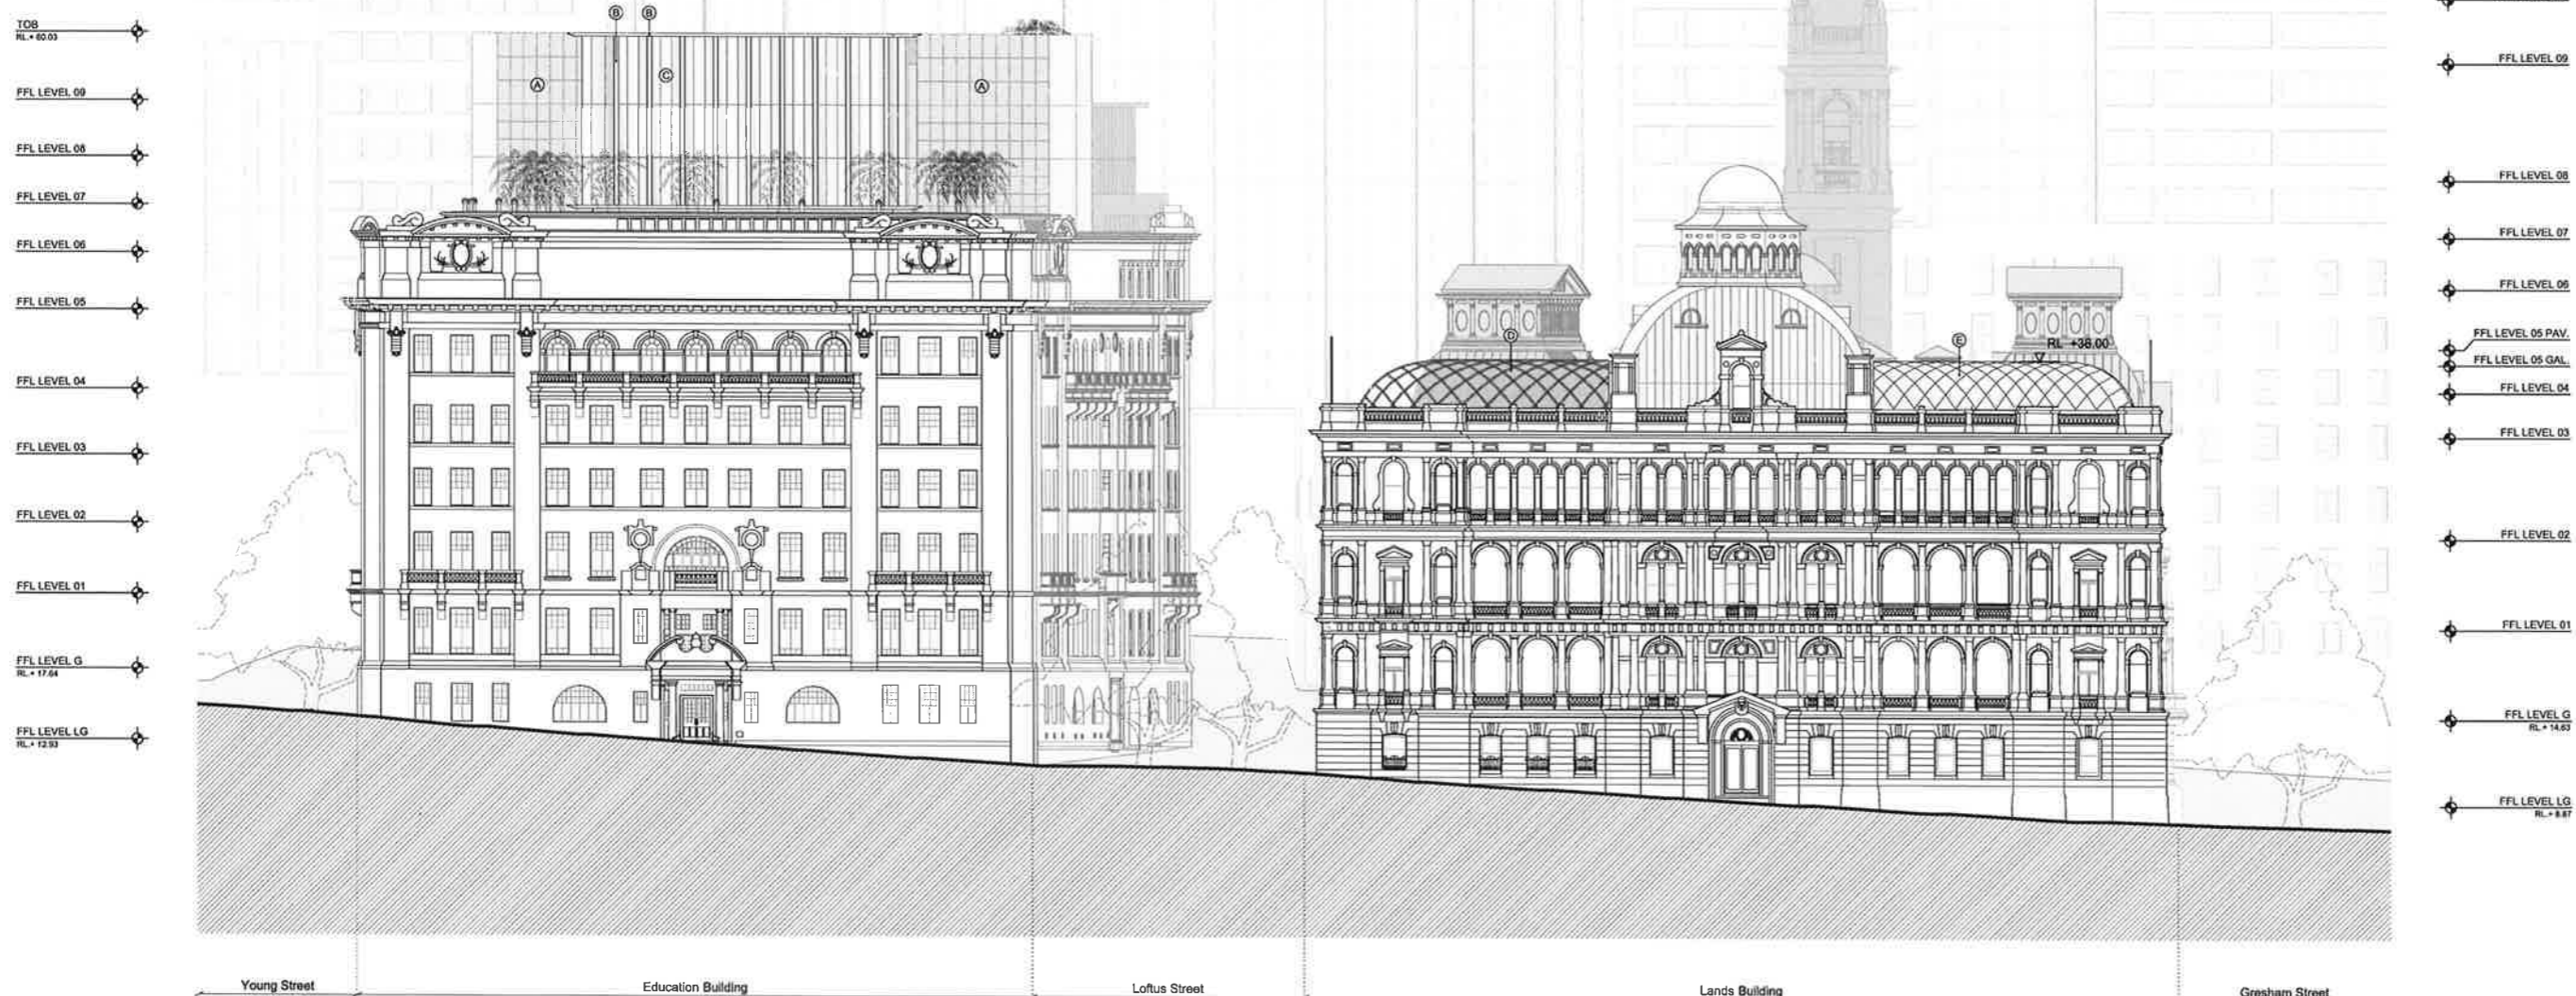 TOB
RL.+ 60.03
FFL LEVEL 09
FFL LEVEL 08
FFL LEVEL 07
FFL LEVEL 06
FFL LEVEL 05
FFL LEVEL 04
FFL LEVEL 03
FFL LEVEL 02
FFL LEVEL 01
FFL LEVEL G
RL.+ 17.64
FFL LEVEL LG
RL.+ 12.93
B B
A
C
A
D
E
RL +38.00
FFL LEVEL 09
FFL LEVEL 08
FFL LEVEL 07
FFL LEVEL 06
FFL LEVEL 05 PAV.
FFL LEVEL 05 GAL.
FFL LEVEL 04
FFL LEVEL 03
FFL LEVEL 02
FFL LEVEL 01
FFL LEVEL G
RL.+ 14.63
FFL LEVEL LG
RL.+ 8.87
Young Street
Education Building
Loftus Street
Lands Building
Gresham Street